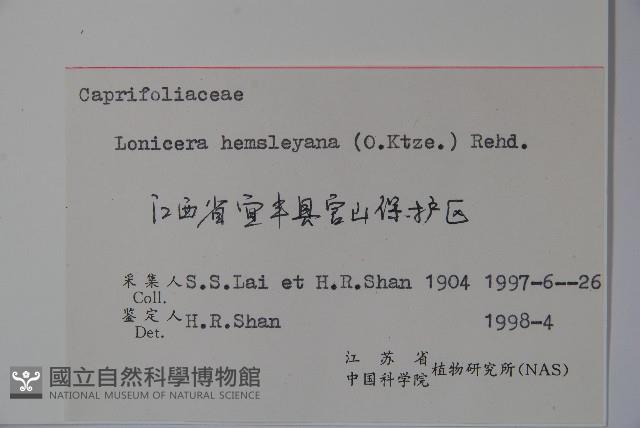 Caprifoliaceae
Lonicera hemsleyana (O.Ktze.) Rehd.
江西省宜丰县官山保护区
采集人 S.S.Lai et H.R.Shan 1904 1997-6--26
Coll.
鉴定人 H.R.Shan 1998-4
Det.
江苏省
中国科学院 植物研究所(NAS)
國立自然科學博物館
NATIONAL MUSEUM OF NATURAL SCIENCE